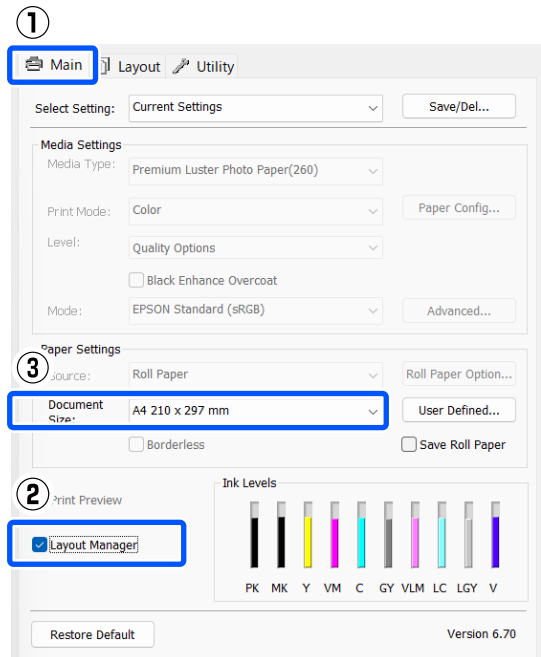 ①
Main Layout Utility
Select Setting: Current Settings Save/Del...
Media Settings
Media Type: Premium Luster Photo Paper(260)
Print Mode: Color Paper Config...
Level: Quality Options
Black Enhance Overcoat
Mode: EPSON Standard (sRGB) Advanced...
Paper Settings
③
Source: Roll Paper Roll Paper Option...
Document Size: A4 210 x 297 mm User Defined...
Borderless Save Roll Paper
②
Print Preview
Layout Manager
Ink Levels
PK MK Y VM C GY VLM LC LGY V
Restore Default Version 6.70